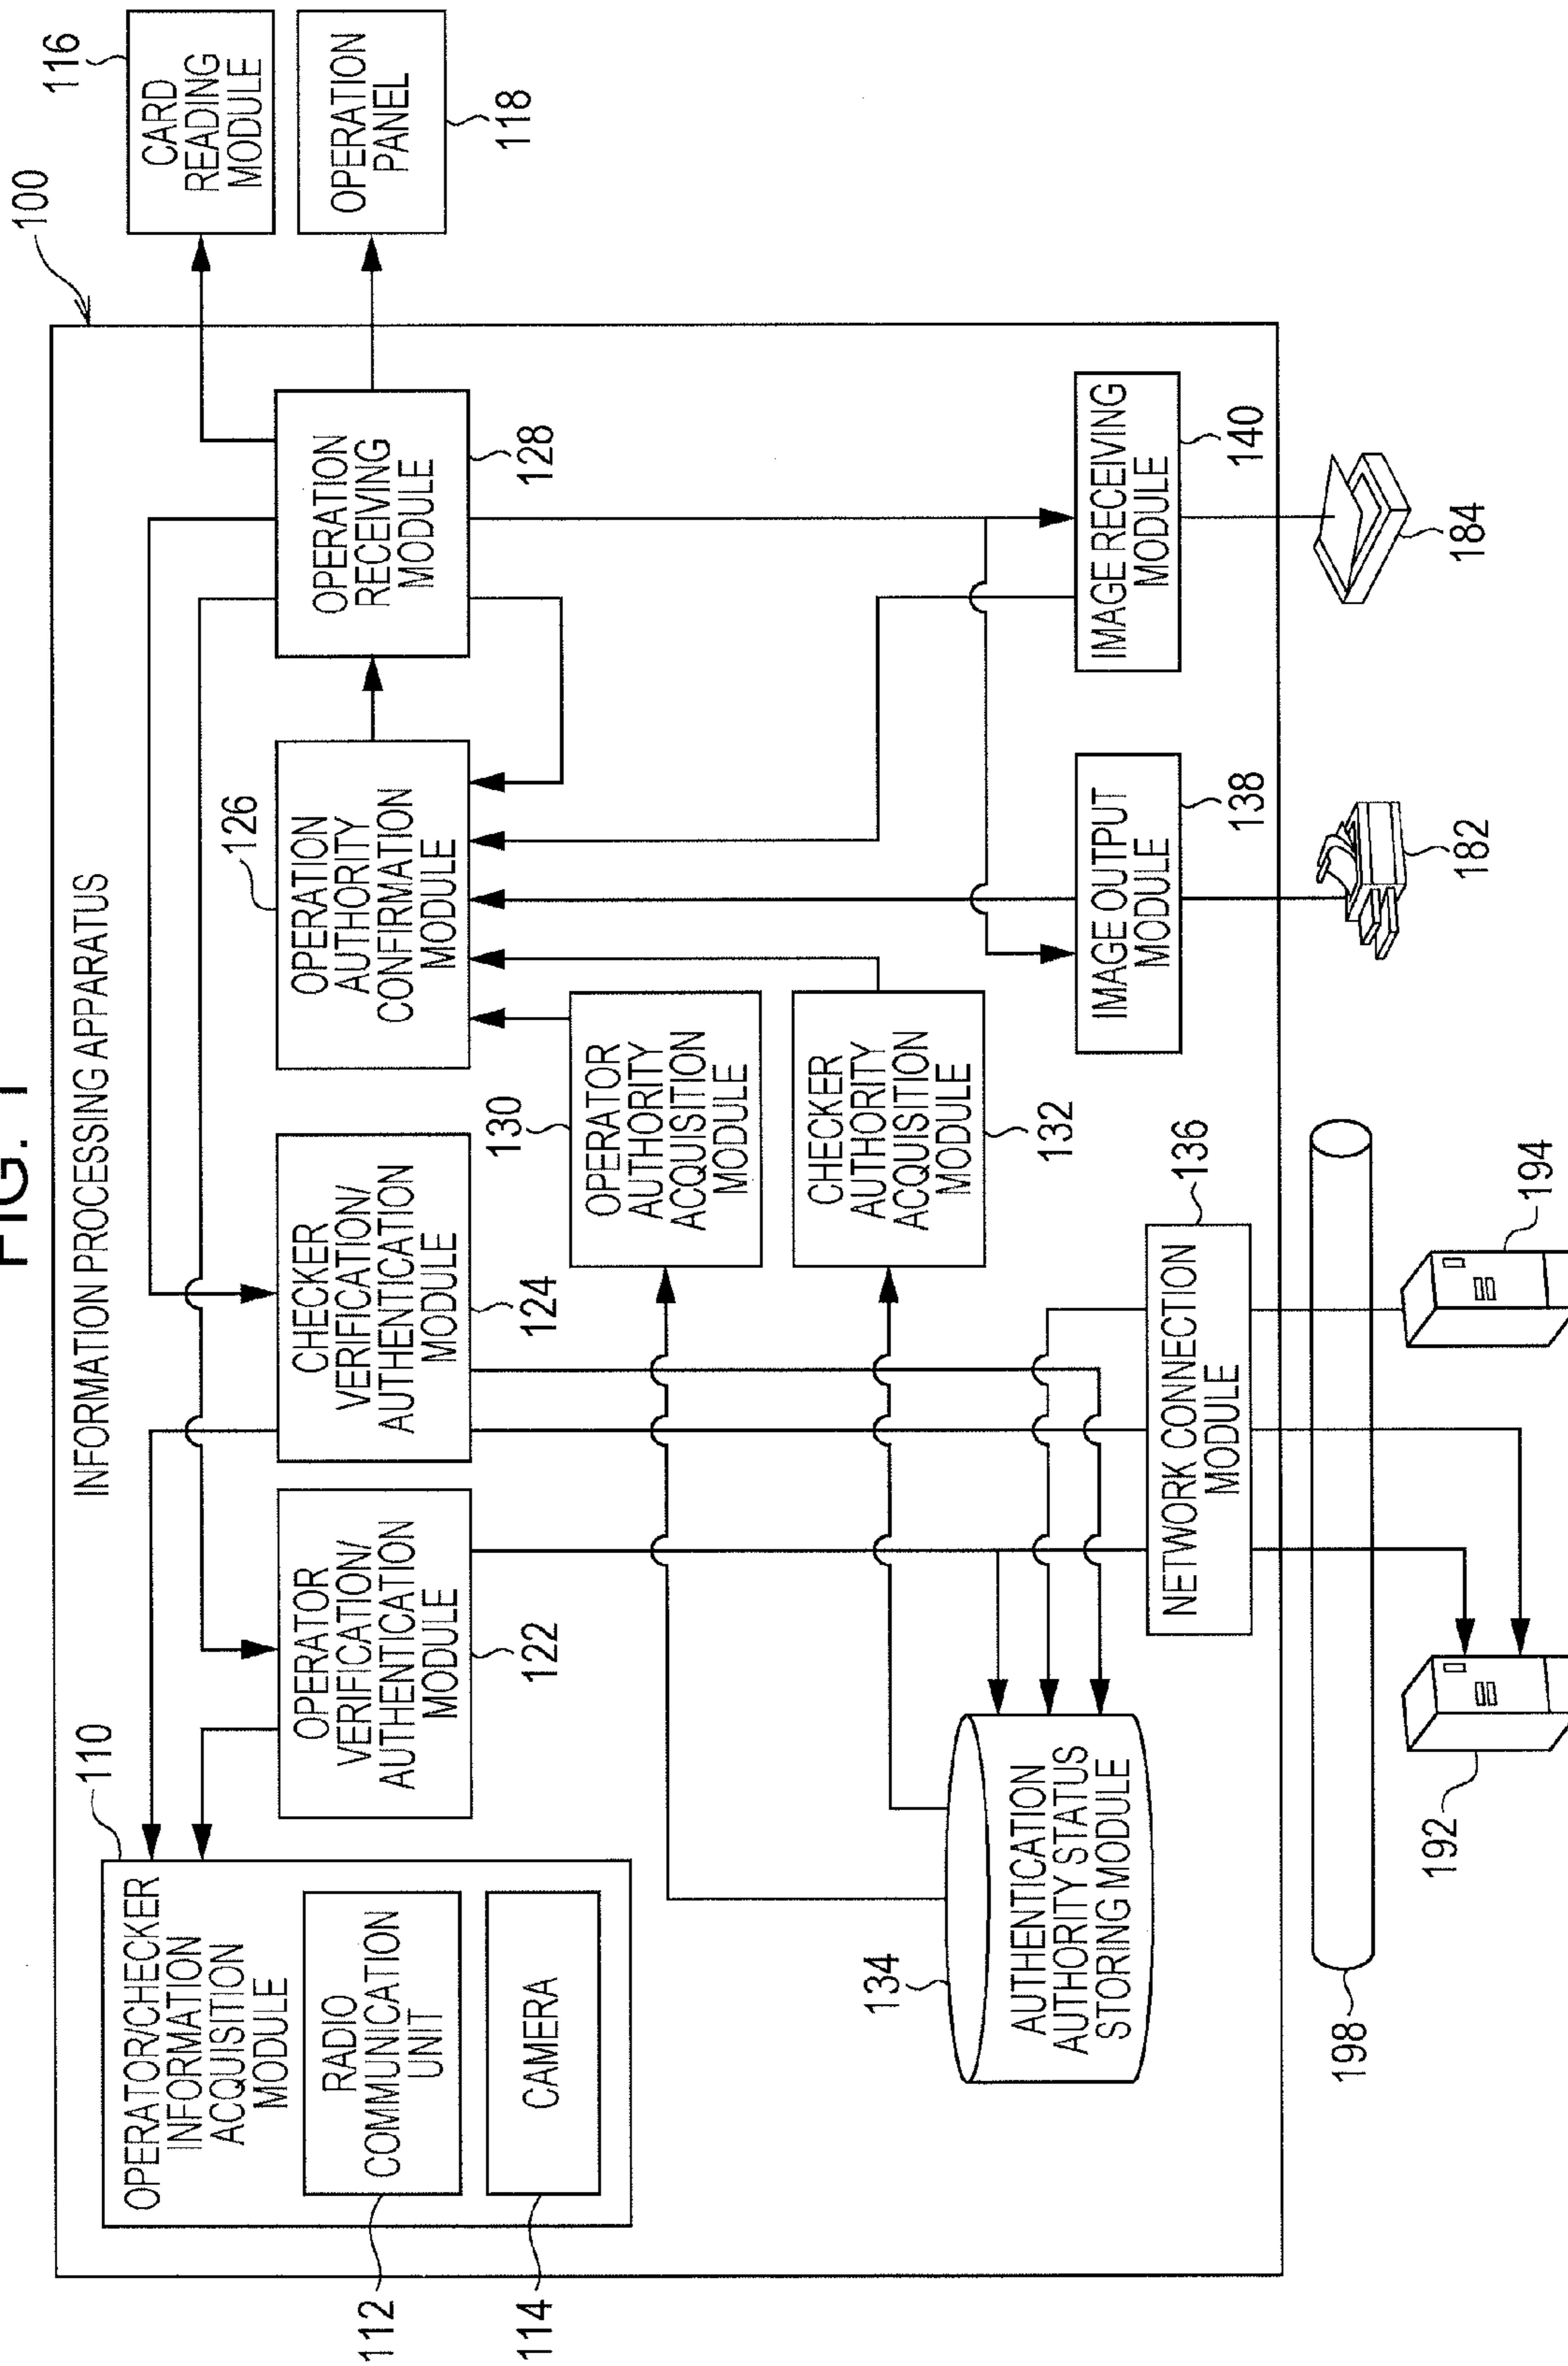 FIG. 1
INFORMATION PROCESSING APPARATUS
100
110
OPERATOR/CHECKER
INFORMATION
ACQUISITION
MODULE
RADIO
COMMUNICATION
UNIT
112
CAMERA
114
OPERATOR
VERIFICATION/
AUTHENTICATION
MODULE
122
CHECKER
VERIFICATION/
AUTHENTICATION
MODULE
124
126
OPERATION
AUTHORITY
CONFIRMATION
MODULE
OPERATION
RECEIVING
MODULE
128
CARD
READING
MODULE
116
OPERATION
PANEL
118
130
OPERATOR
AUTHORITY
ACQUISITION
MODULE
CHECKER
AUTHORITY
ACQUISITION
MODULE
132
134
AUTHENTICATION
AUTHORITY STATUS
STORING MODULE
136
NETWORK CONNECTION
MODULE
IMAGE OUTPUT
MODULE
138
IMAGE RECEIVING
MODULE
140
198
192
194
182
184